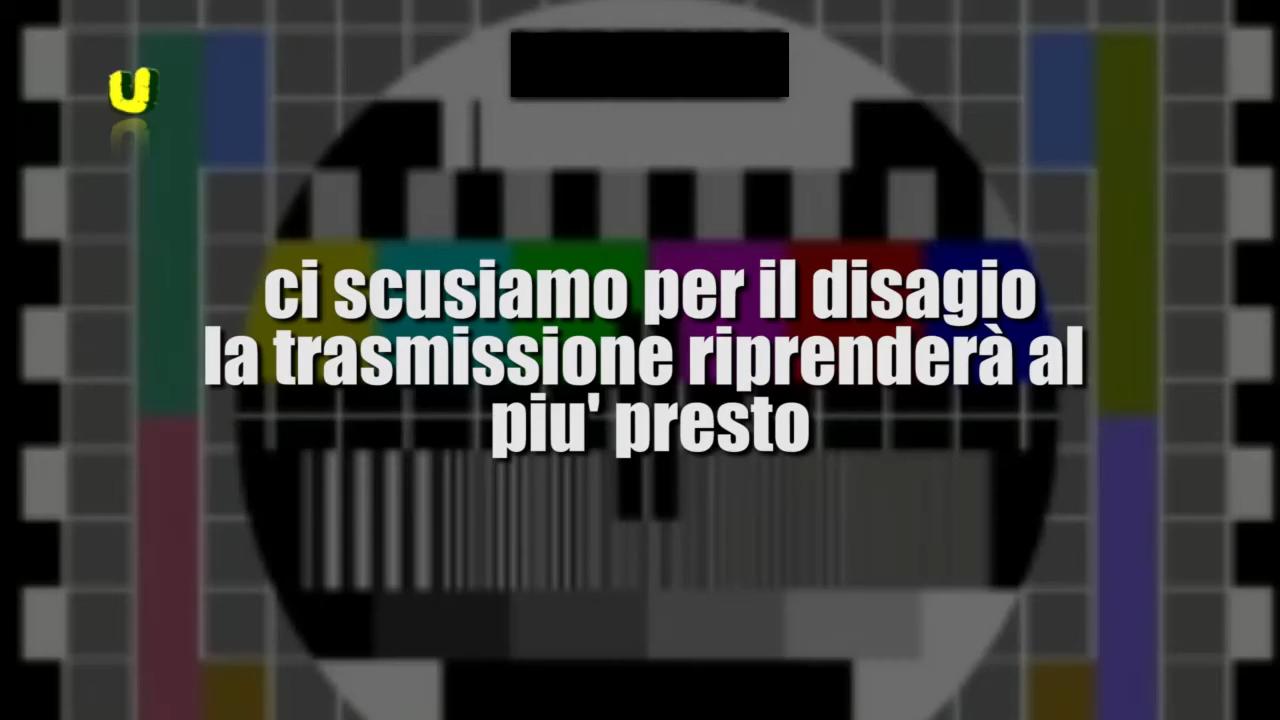 U
ci scusiamo per il disagio
la trasmissione riprenderà al
piu' presto